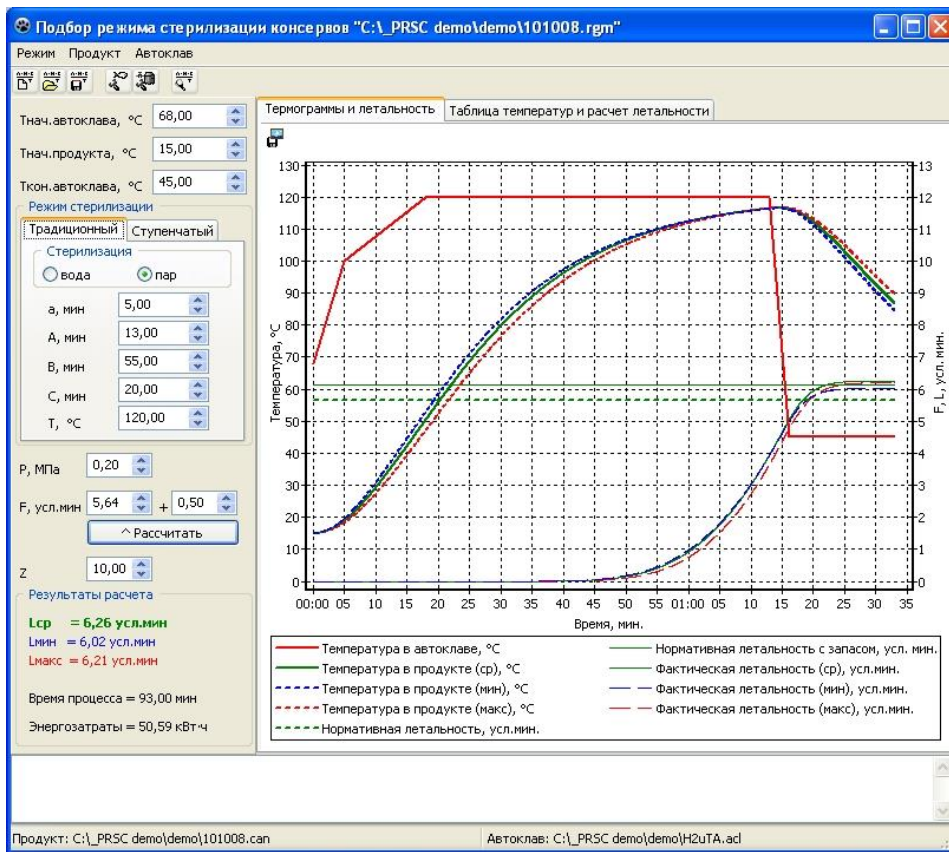 Подбор режима стерилизации консервов "C:\_PRSC demo\demo\101008.rgm"
Режим Продукт Автоклав
Термограммы и летальность Таблица температур и расчет летальности
Tнач.автоклава, °C 68,00
Tнач.продукта, °C 15,00
Tкон.автоклава, °C 45,00
Режим стерилизации
Традиционный Ступенчатый
Стерилизация
вода пар
а, мин 5,00
А, мин 13,00
В, мин 55,00
С, мин 20,00
Т, °C 120,00
P, МПа 0,20
F, усл.мин 5,64 + 0,50
^ Рассчитать
Z 10,00
Результаты расчета
Lср = 6,26 усл.мин
Lмин = 6,02 усл.мин
Lмакс = 6,21 усл.мин
Время процесса = 93,00 мин
Энергозатраты = 50,59 кВт·ч
Температура, °C
130
120
110
100
90
80
70
60
50
40
30
20
10
0
13
12
11
10
9
8
7
6
5
4
3
2
1
0
F, L, усл. мин.
00:00 05 10 15 20 25 30 35 40 45 50 55 01:00 05 10 15 20 25 30 35
Время, мин.
Температура в автоклаве, °C
Температура в продукте (ср), °C
Температура в продукте (мин), °C
Температура в продукте (макс), °C
Нормативная летальность, усл.мин.
Нормативная летальность с запасом, усл. мин.
Фактическая летальность (ср), усл.мин.
Фактическая летальность (мин), усл.мин.
Фактическая летальность (макс), усл.мин.
Продукт: C:\_PRSC demo\demo\101008.can Автоклав: C:\_PRSC demo\demo\H2uTA.acl